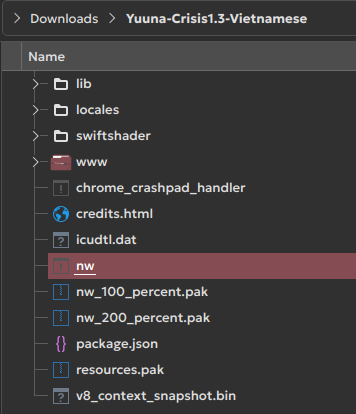 Downloads > Yuuna-Crisis1.3-Vietnamese
Name
lib
locales
swiftshader
www
chrome_crashpad_handler
credits.html
icudtl.dat
nw
nw_100_percent.pak
nw_200_percent.pak
package.json
resources.pak
v8_context_snapshot.bin